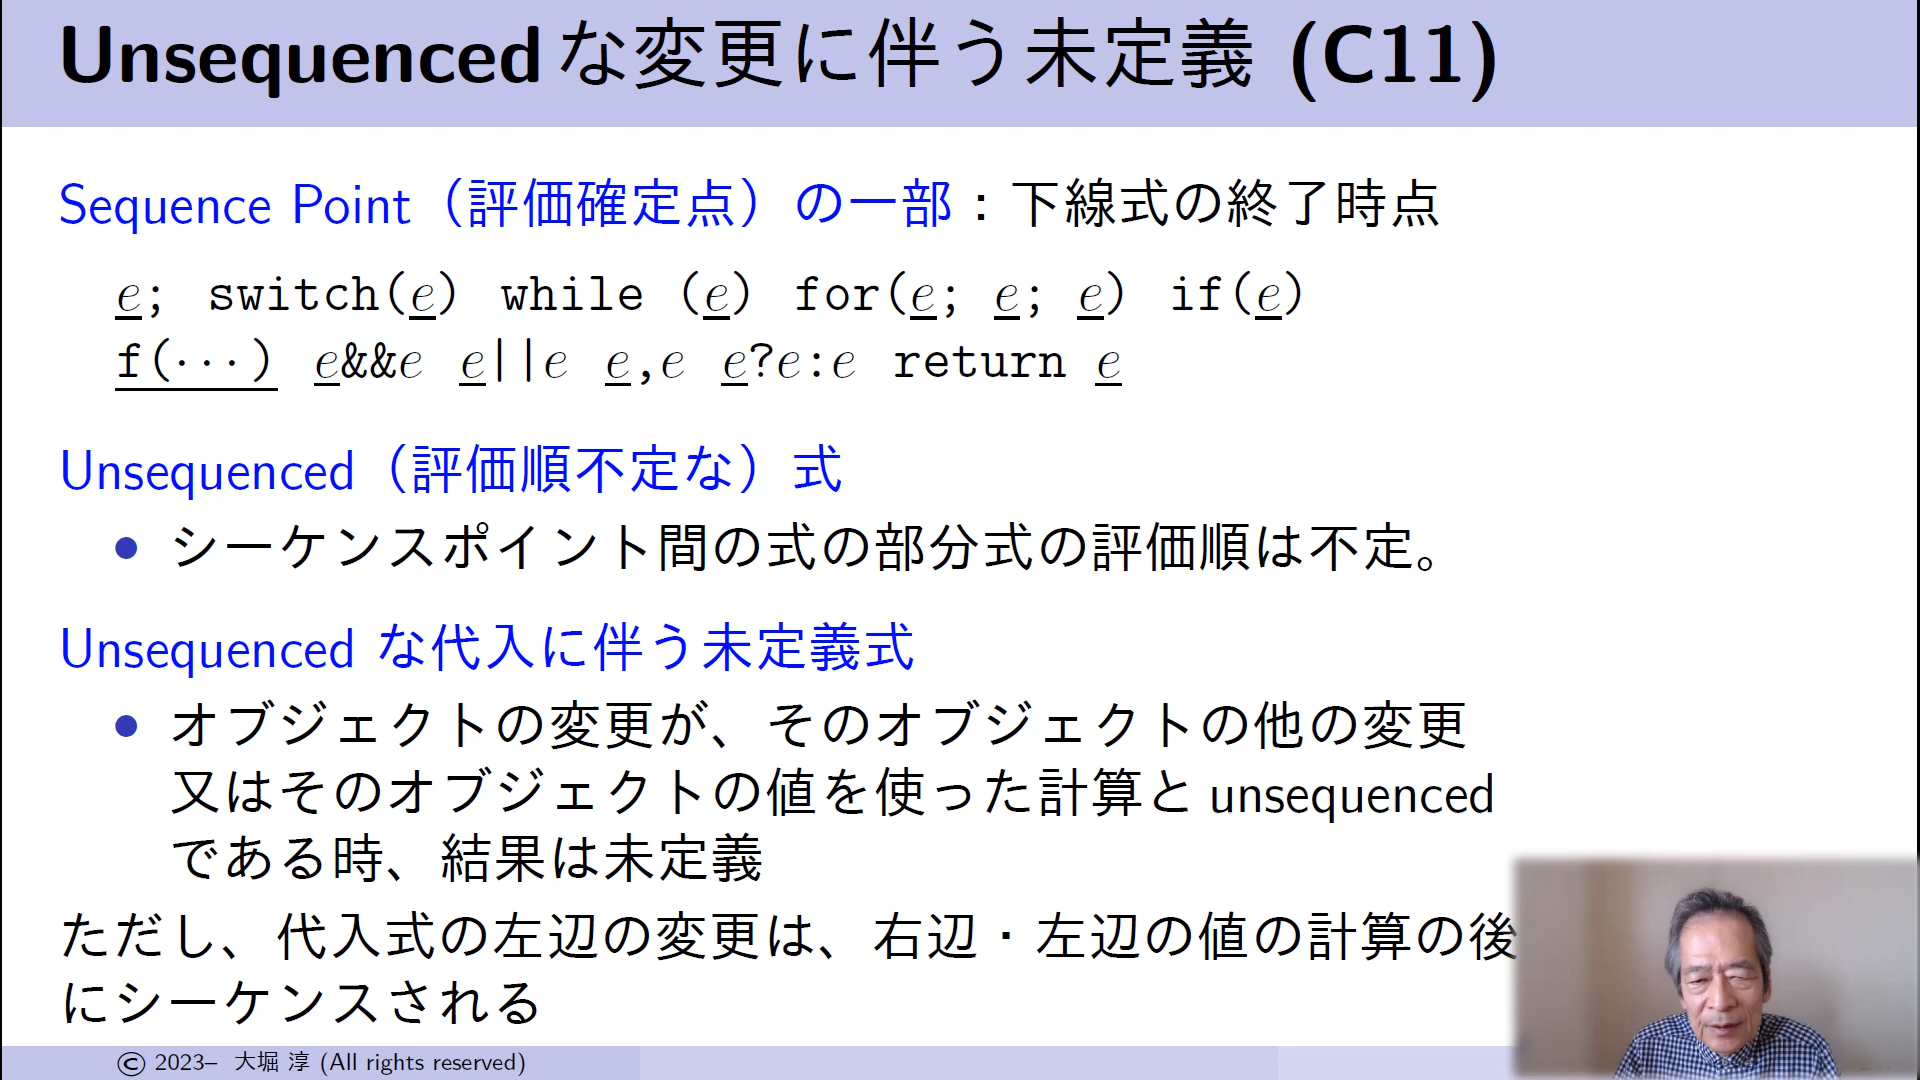 Unsequencedな変更に伴う未定義 (C11)
Sequence Point（評価確定点）の一部：下線式の終了時点
e; switch(e) while (e) for(e; e; e) if(e)
f(···) e&&e e||e e,e e?e:e return e
Unsequenced（評価順不定な）式
• シーケンスポイント間の式の部分式の評価順は不定。
Unsequenced な代入に伴う未定義式
• オブジェクトの変更が、そのオブジェクトの他の変更
又はそのオブジェクトの値を使った計算と unsequenced
である時、結果は未定義
ただし、代入式の左辺の変更は、右辺・左辺の値の計算の後
にシーケンスされる
© 2023– 大堀 淳 (All rights reserved)